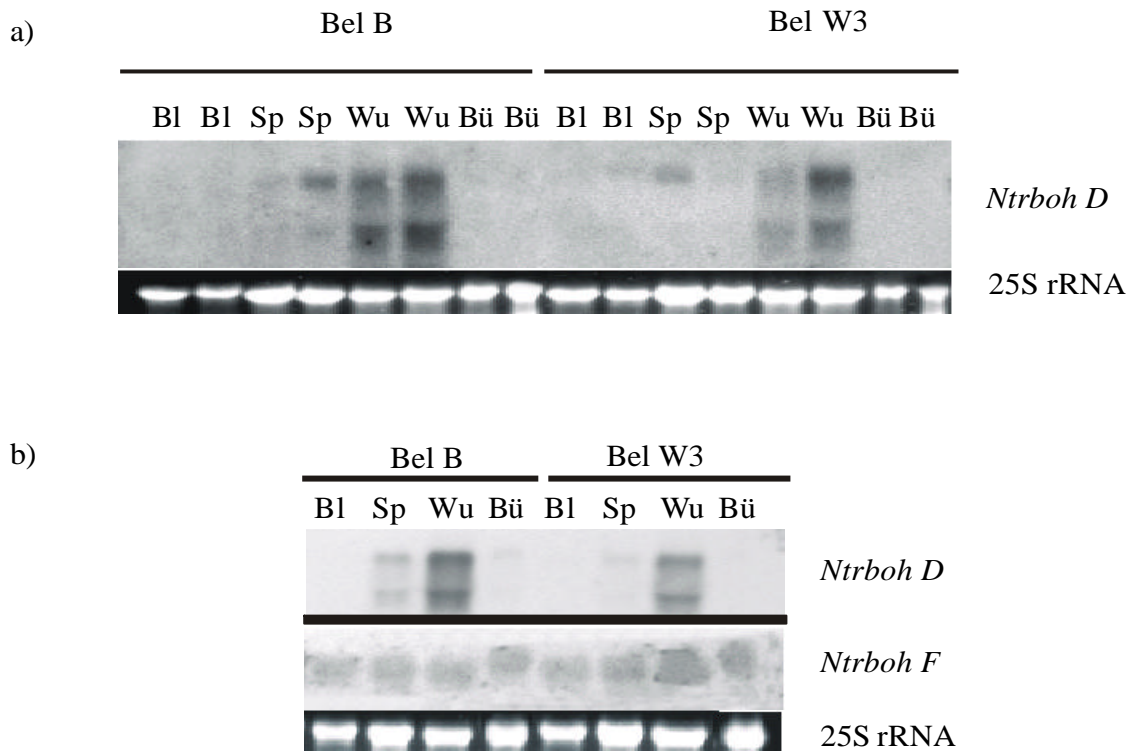 a)
Bel B Bel W3
Bl Bl Sp Sp Wu Wu Bü Bü Bl Bl Sp Sp Wu Wu Bü Bü
Ntrboh D
25S rRNA
b)
Bel B Bel W3
Bl Sp Wu Bü Bl Sp Wu Bü
Ntrboh D
Ntrboh F
25S rRNA